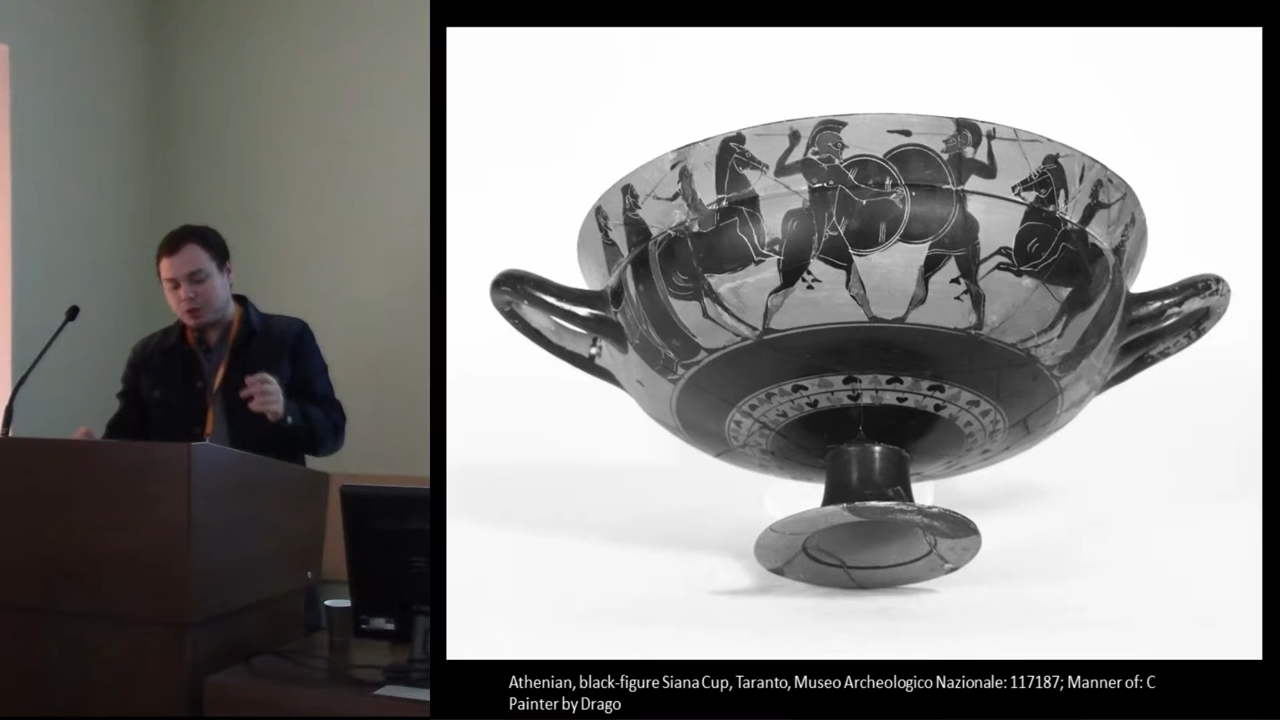 Athenian, black-figure Siana Cup, Taranto, Museo Archeologico Nazionale: 117187; Manner of: C
Painter by Drago